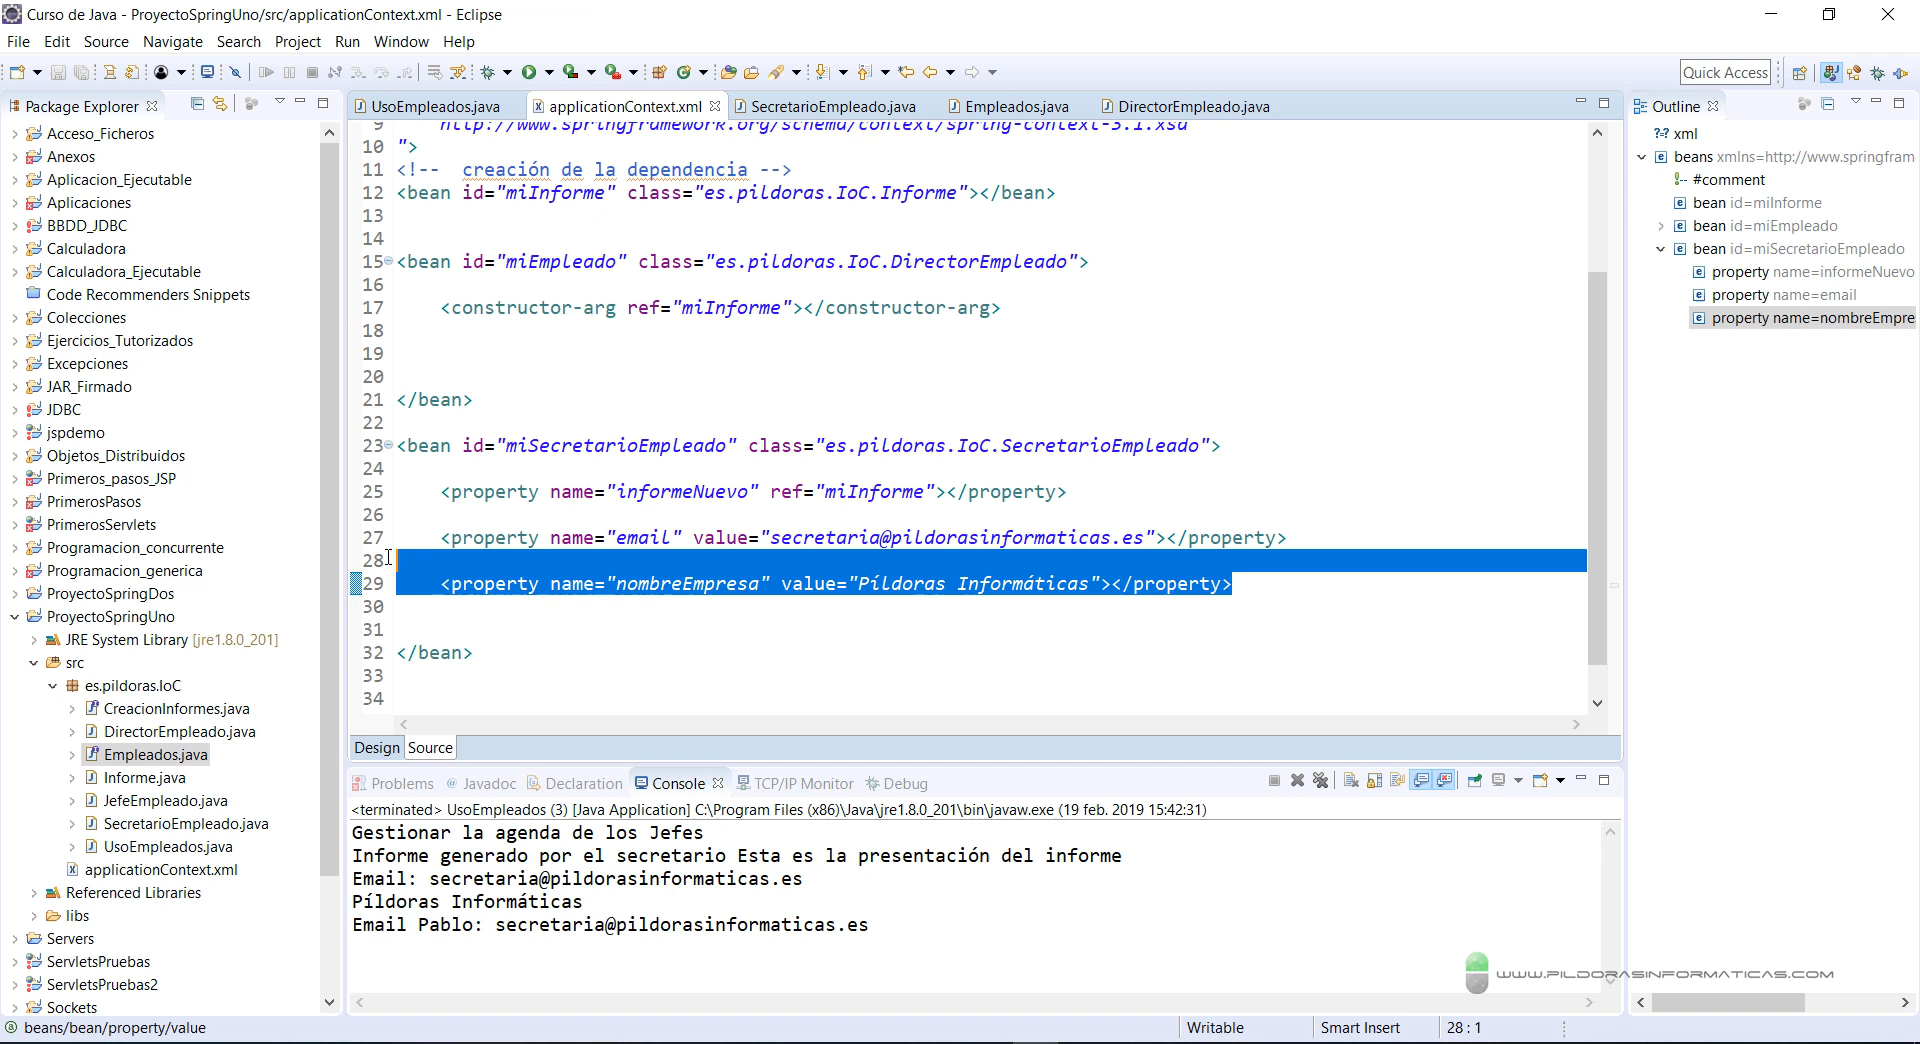 Curso de Java - ProyectoSpringUno/src/applicationContext.xml - Eclipse
File Edit Source Navigate Search Project Run Window Help
Quick Access
Package Explorer
Acceso_Ficheros
Anexos
Aplicacion_Ejecutable
Aplicaciones
BBDD_JDBC
Calculadora
Calculadora_Ejecutable
Code Recommenders Snippets
Colecciones
Ejercicios_Tutorizados
Excepciones
JAR_Firmado
JDBC
jspdemo
Objetos_Distribuidos
Primeros_pasos_JSP
PrimerosPasos
PrimerosServlets
Programacion_concurrente
Programacion_generica
ProyectoSpringDos
ProyectoSpringUno
JRE System Library [jre1.8.0_201]
src
es.pildoras.IoC
CreacionInformes.java
DirectorEmpleado.java
Empleados.java
Informe.java
JefeEmpleado.java
SecretarioEmpleado.java
UsoEmpleados.java
applicationContext.xml
Referenced Libraries
libs
Servers
ServletsPruebas
ServletsPruebas2
Sockets
UsoEmpleados.java applicationContext.xml SecretarioEmpleado.java Empleados.java DirectorEmpleado.java
9 http://www.springframework.org/schema/context/spring-context-3.1.xsd
10 ">
11 <!-- creación de la dependencia -->
12 <bean id="miInforme" class="es.pildoras.IoC.Informe"></bean>
13
14
15 <bean id="miEmpleado" class="es.pildoras.IoC.DirectorEmpleado">
16
17 <constructor-arg ref="miInforme"></constructor-arg>
18
19
20
21 </bean>
22
23 <bean id="miSecretarioEmpleado" class="es.pildoras.IoC.SecretarioEmpleado">
24
25 <property name="informeNuevo" ref="miInforme"></property>
26
27 <property name="email" value="secretaria@pildorasinformaticas.es"></property>
28
29 <property name="nombreEmpresa" value="Píldoras Informáticas"></property>
30
31
32 </bean>
33
34
Design Source
Outline
xml
beans xmlns=http://www.springfram
#comment
bean id=miInforme
bean id=miEmpleado
bean id=miSecretarioEmpleado
property name=informeNuevo
property name=email
property name=nombreEmpre
Problems Javadoc Declaration Console TCP/IP Monitor Debug
<terminated> UsoEmpleados (3) [Java Application] C:\Program Files (x86)\Java\jre1.8.0_201\bin\javaw.exe (19 feb. 2019 15:42:31)
Gestionar la agenda de los Jefes
Informe generado por el secretario Esta es la presentación del informe
Email: secretaria@pildorasinformaticas.es
Píldoras Informáticas
Email Pablo: secretaria@pildorasinformaticas.es
WWW.PILDORASINFORMATICAS.COM
beans/bean/property/value Writable Smart Insert 28 : 1